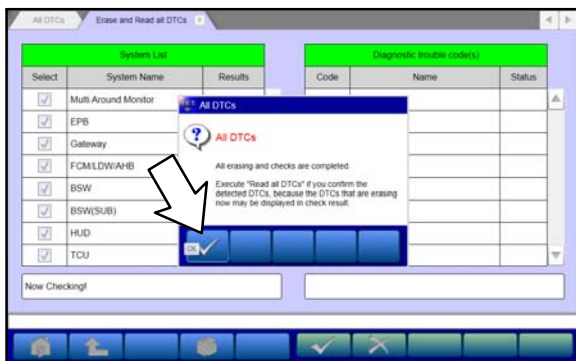 All DTCs
Erase and Read all DTCs
System List
Diagnostic trouble code(s)
Select System Name Results Code Name Status
Multi Around Monitor
EPB
Gateway
FCM/LDW/AHB
BSW
BSW(SUB)
HUD
TCU
All DTCs
All DTCs
All erasing and checks are completed.
Execute "Read all DTCs" if you confirm the
detected DTCs, because the DTCs that are erasing
now may be displayed in check result.
OK
Now Checking!